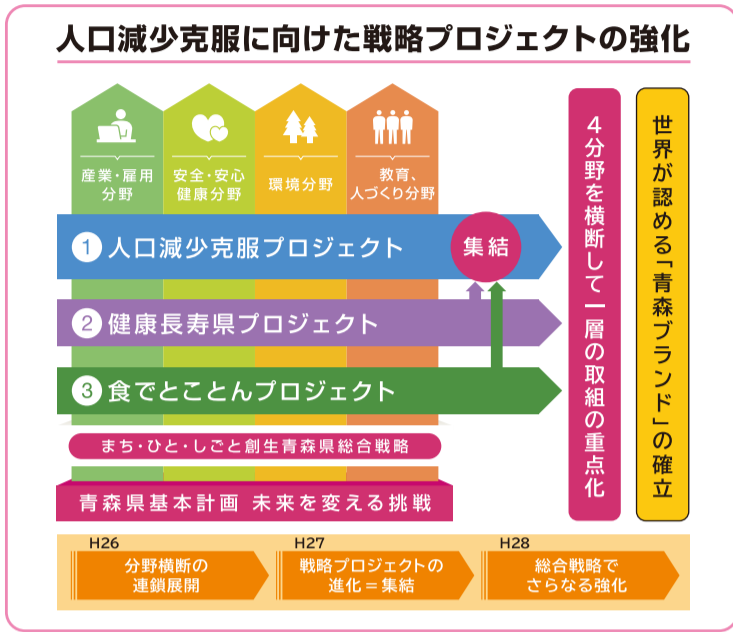 人口減少克服に向けた戦略プロジェクトの強化
産業・雇用
分野
安全・安心
健康分野
環境分野
教育、
人づくり分野
1 人口減少克服プロジェクト
集結
2 健康長寿県プロジェクト
3 食でとことんプロジェクト
まち・ひと・しごと創生青森県総合戦略
青森県基本計画 未来を変える挑戦
4分野を横断して一層の取組の重点化
世界が認める「青森ブランド」の確立
H26
分野横断の
連鎖展開
H27
戦略プロジェクトの
進化=集結
H28
総合戦略で
さらなる強化